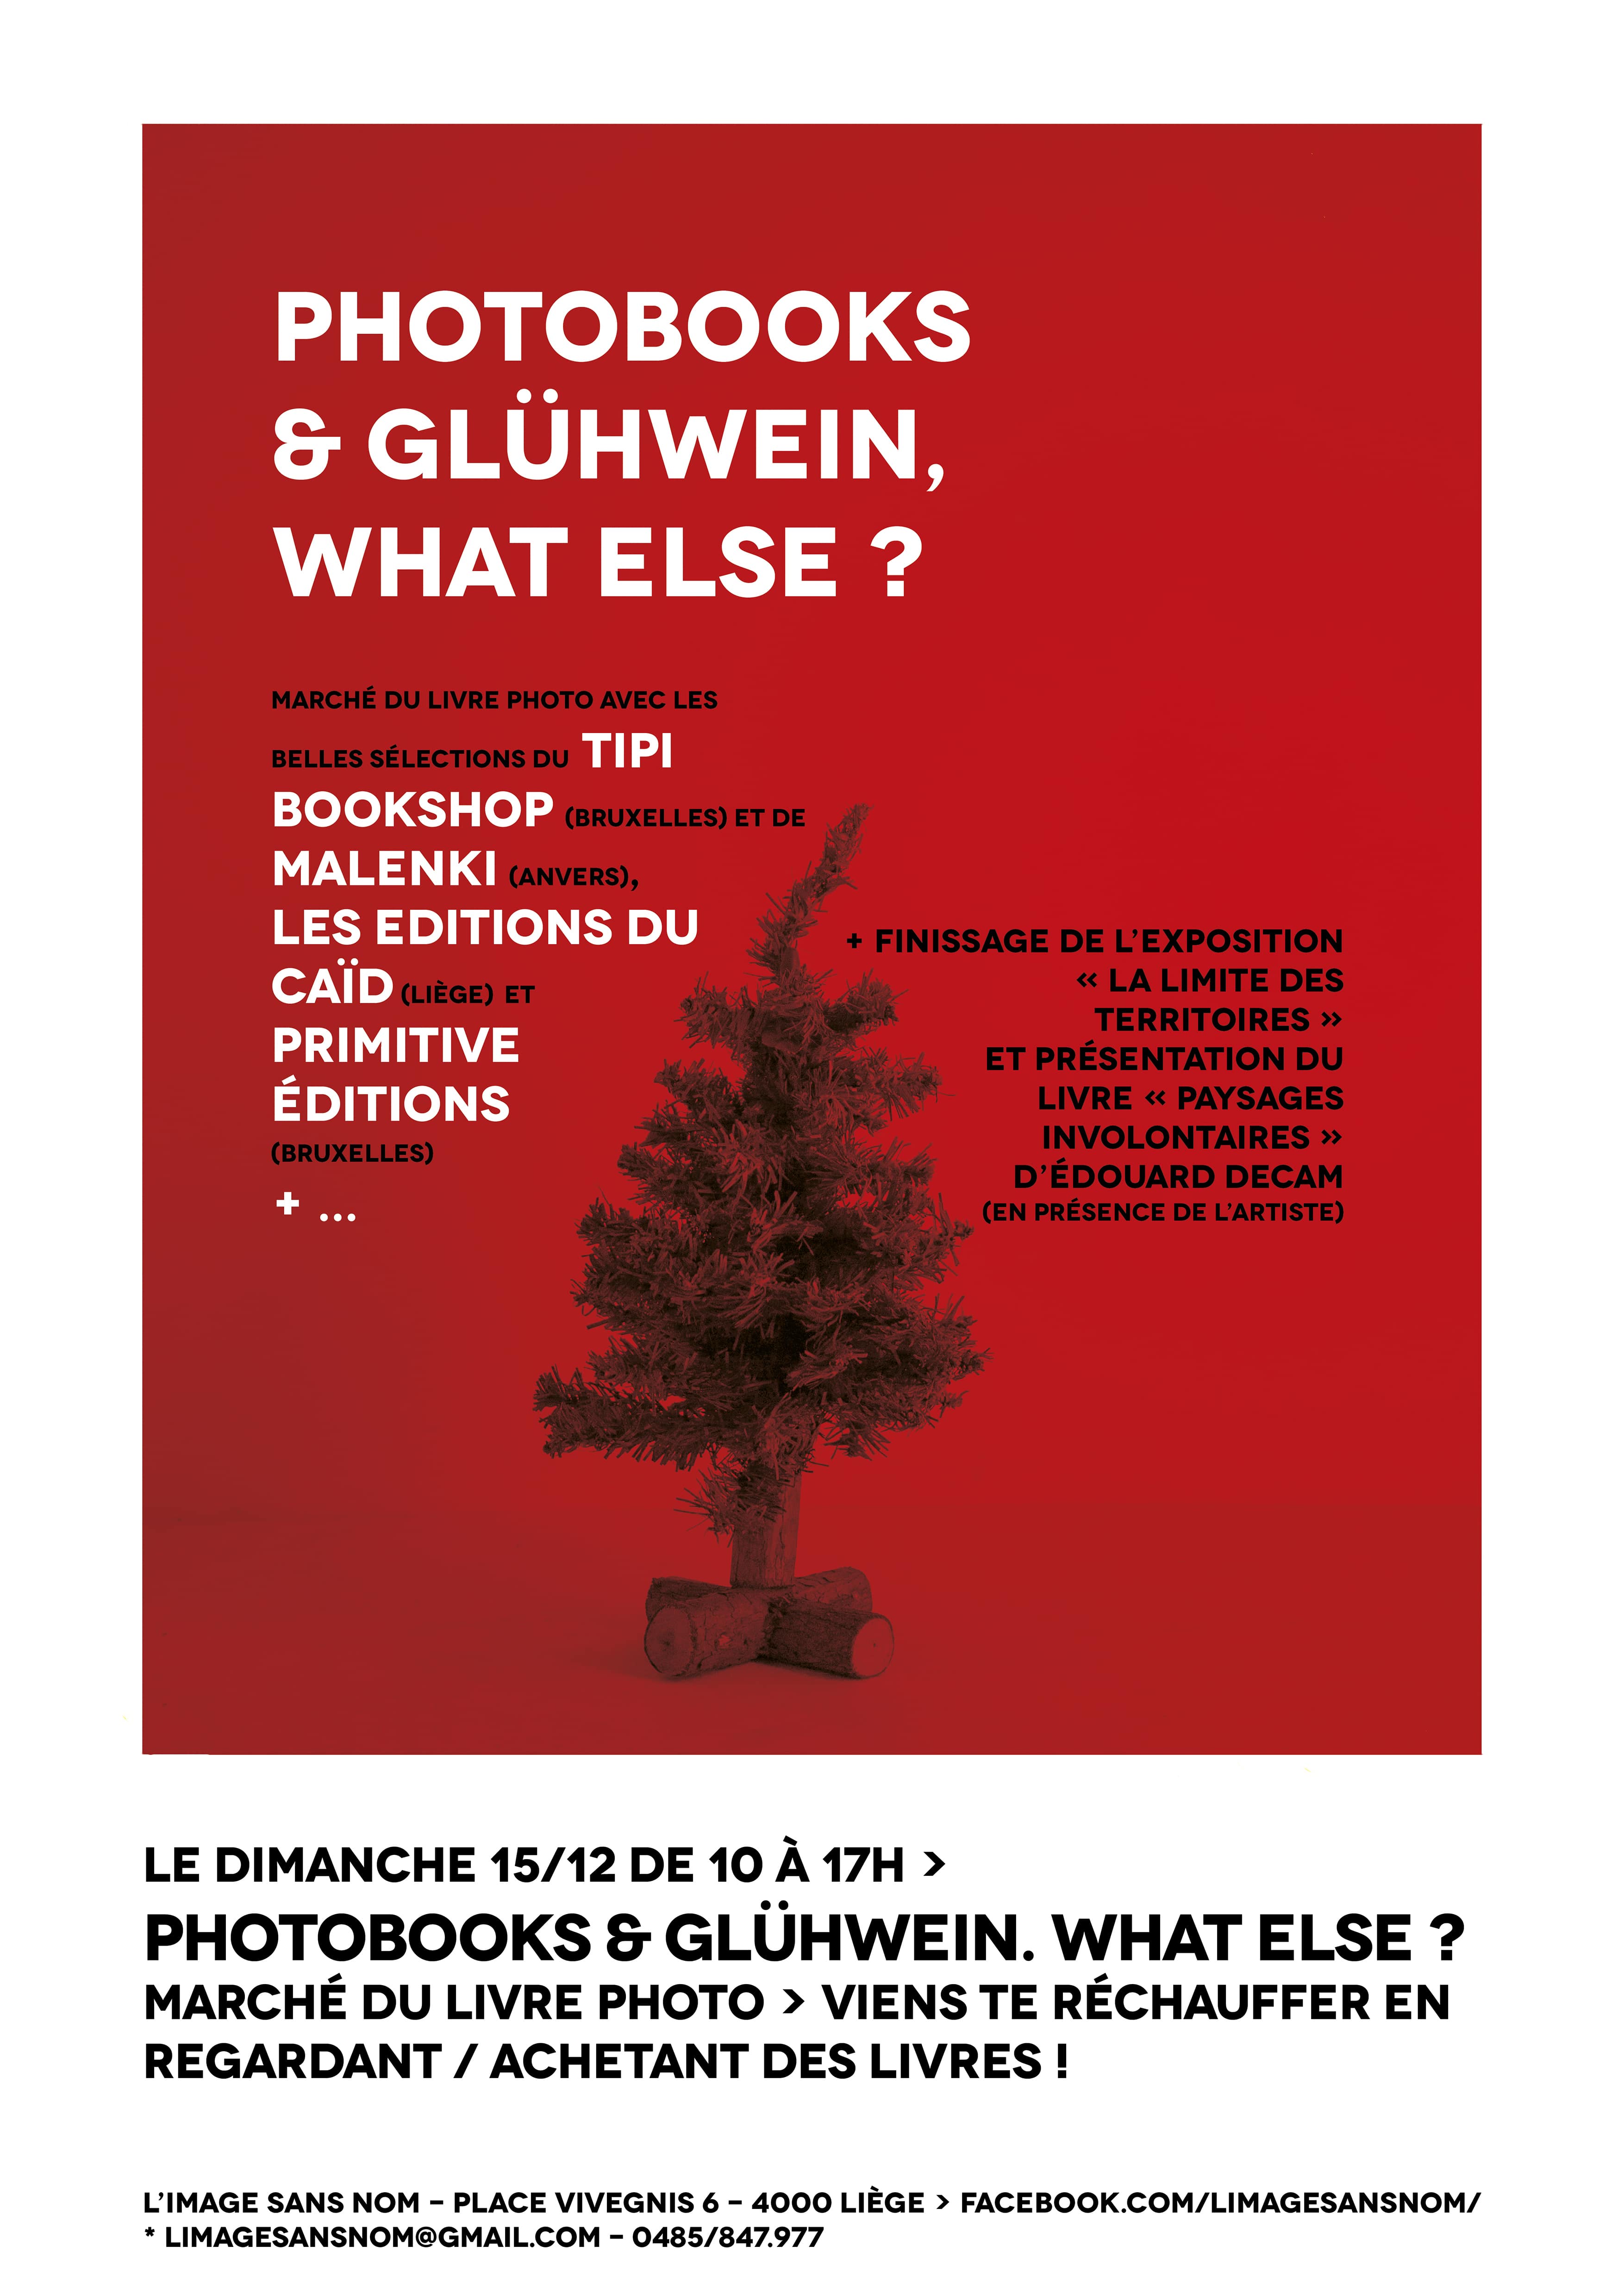 PHOTOBOOKS
& GLÜHWEIN,
WHAT ELSE ?
MARCHÉ DU LIVRE PHOTO AVEC LES
BELLES SÉLECTIONS DU TIPI
BOOKSHOP (BRUXELLES) ET DE
MALENKI (ANVERS),
LES EDITIONS DU
CAÏD (LIÈGE) ET
PRIMITIVE
ÉDITIONS
(BRUXELLES)
+ ...
+ FINISSAGE DE L'EXPOSITION
« LA LIMITE DES
TERRITOIRES »
ET PRÉSENTATION DU
LIVRE « PAYSAGES
INVOLONTAIRES »
D'ÉDOUARD DECAM
(EN PRÉSENCE DE L'ARTISTE)
LE DIMANCHE 15/12 DE 10 À 17H >
PHOTOBOOKS & GLÜHWEIN. WHAT ELSE ?
MARCHÉ DU LIVRE PHOTO > VIENS TE RÉCHAUFFER EN
REGARDANT / ACHETANT DES LIVRES !
L'IMAGE SANS NOM – PLACE VIVEGNIS 6 – 4000 LIÈGE > FACEBOOK.COM/LIMAGESANSNOM/
* LIMAGESANSNOM@GMAIL.COM – 0485/847.977